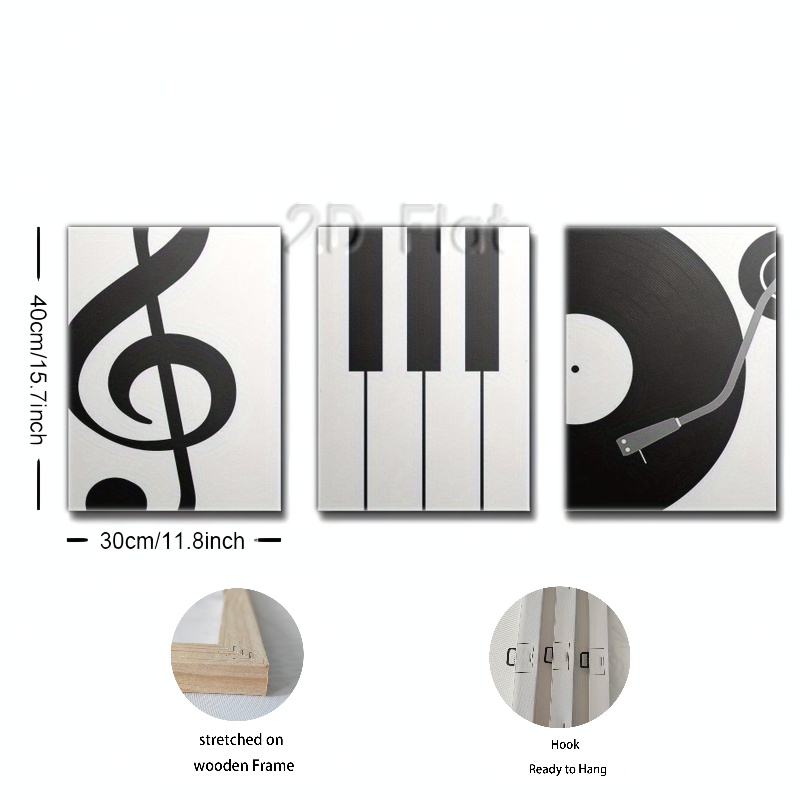 2D Flat
40cm/15.7inch
30cm/11.8inch
stretched on
wooden Frame
Hook
Ready to Hang